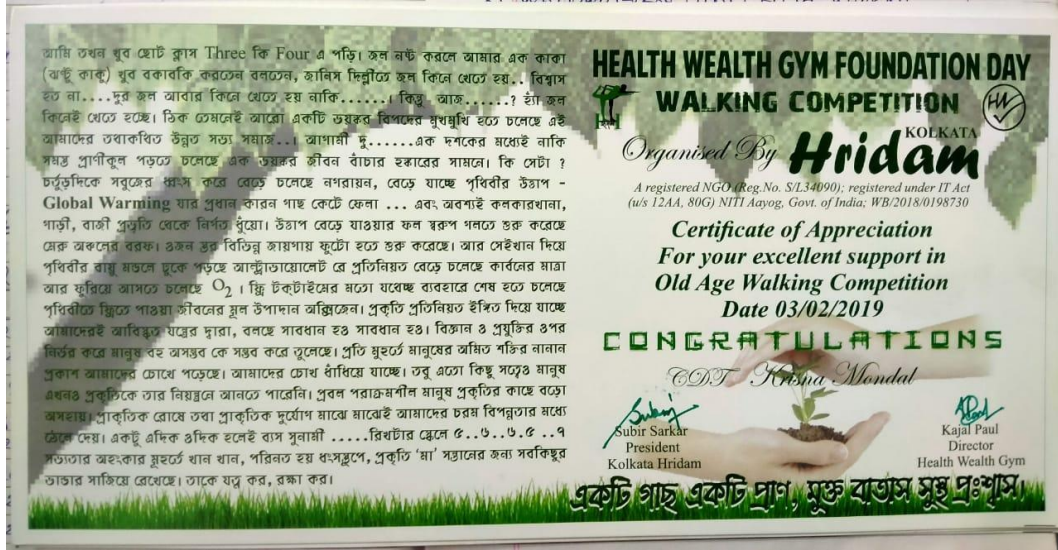 আমি তখন খুব ছোট ক্লাস Three কি Four এ পড়ি। জল নষ্ট করলে আমার এক কাকা
(ঝন্টু কাকু) খুব বকাবকি করতেন বলতেন, জানিস দিল্লীতে জল কিনে খেতে হয়.. বিশ্বাস
হত না....দুর জল আবার কিনে খেতে হয় নাকি......। কিন্তু আজ......? হ্যাঁ জল
কিনেই খেতে হচ্ছে। ঠিক তেমনই আরো একটি ভয়ঙ্কর বিপদের মুখমুখি হতে চলেছে এই
আমাদের তথাকথিত উন্নত সভ্য সমাজ... আগামী দু......এক দশকের মধ্যেই নাকি
সমস্ত প্রাণীকূল পড়তে চলেছে এক ভয়ঙ্কর জীবন বাঁচার হুঙ্কারের সামনে। কি সেটা ?
চর্তুদিকে সবুজের ধ্বংস করে বেড়ে চলেছে নগরায়ন, বেড়ে যাচ্ছে পৃথিবীর উত্তাপ -
Global Warming যার প্রধান কারন গাছ কেটে ফেলা ... এবং অবশ্যই কলকারখানা,
গাড়ী, বাজী প্রভৃতি থেকে নির্গত ধুঁয়ো। উত্তাপ বেড়ে যাওয়ার ফল স্বরুপ গলতে শুরু করেছে
মেরু অঞ্চলের বরফ। ওজন স্তর বিভিন্ন জায়গায় ফুটো হতে শুরু করেছে। আর সেইখান দিয়ে
পৃথিবীর বায়ু মন্ডলে ঢুকে পড়ছে আল্ট্রাভায়োলেট রে প্রতিনিয়ত বেড়ে চলেছে কার্বনের মাত্রা
আর ফুরিয়ে আসতে চলেছে O2 । ফ্রি টক্‌টাইমের মতো যথেচ্ছ ব্যবহারে শেষ হতে চলেছে
পৃথিবীতে ফ্রিতে পাওয়া জীবনের মূল উপাদান অক্সিজেন। প্রকৃতি প্রতিনিয়ত ইঙ্গিত দিয়ে যাচ্ছে
আমাদেরই আবিষ্কৃত যন্ত্রের দ্বারা, বলছে সাবধান হও সাবধান হও। বিজ্ঞান ও প্রযুক্তির ওপর
নির্ভর করে মানুষ বহু অসম্ভব কে সম্ভব করে তুলেছে। প্রতি মুহূর্তে মানুষের অমিত শক্তির নানান
প্রকাশ আমাদের চোখে পড়েছে। আমাদের চোখ ধাঁধিয়ে যাচ্ছে। তবু এতো কিছু সত্ত্বেও মানুষ
এখনও প্রকৃতিকে তার নিয়ন্ত্রনে আনতে পারেনি। প্রবল পরাক্রমশীল মানুষ প্রকৃতির কাছে বড়ো
অসহায়। প্রাকৃতিক রোষে তথা প্রাকৃতিক দুর্যোগ মাঝে মাঝেই আমাদের চরম বিপন্নতার মধ্যে
ঠেলে দেয়। একটু এদিক ওদিক হলেই ব্যস সুনামী .....রিখটার স্কেলে ৫..৬..৬.৫ ..৭
সভ্যতার অহংকার মুহূর্তে খান খান, পরিনত হয় ধ্বংসস্তুপে, প্রকৃতি 'মা' সন্তানের জন্য সবকিছুর
ভান্ডার সাজিয়ে রেখেছে। তাকে যত্ন কর, রক্ষা কর।
HEALTH WEALTH GYM FOUNDATION DAY
WALKING COMPETITION
HW
KOLKATA
Organised By Hridam
A registered NGO (Reg.No. S/L34090); registered under IT Act
(u/s 12AA, 80G) NITI Aayog, Govt. of India; WB/2018/0198730
Certificate of Appreciation
For your excellent support in
Old Age Walking Competition
Date 03/02/2019
CONGRATULATIONS
CDT Krisna Mondal
Subir Sarkar
President
Kolkata Hridam
Kajal Paul
Director
Health Wealth Gym
একটি গাছ একটি প্রাণ, মুক্ত বাতাস সুস্থ প্রঃশ্বাস।